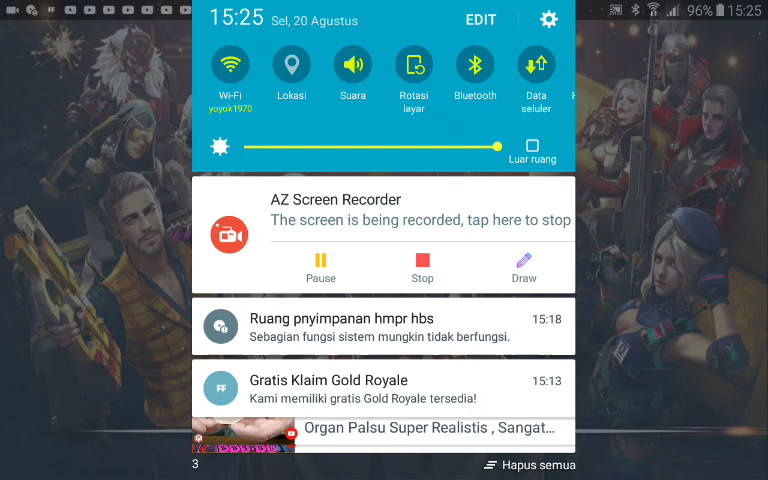 96% 15:25
15:25 Sel, 20 Agustus EDIT
Wi-Fi
yoyok1970
Lokasi
Suara
Rotasi
layar
Bluetooth
Data
seluler
Luar ruang
AZ Screen Recorder
The screen is being recorded, tap here to stop
Pause Stop Draw
Ruang pnyimpanan hmpr hbs 15:18
Sebagian fungsi sistem mungkin tidak berfungsi.
FF
Gratis Klaim Gold Royale 15:13
Kami memiliki gratis Gold Royale tersedia!
Organ Palsu Super Realistis , Sangat...
3 Hapus semua